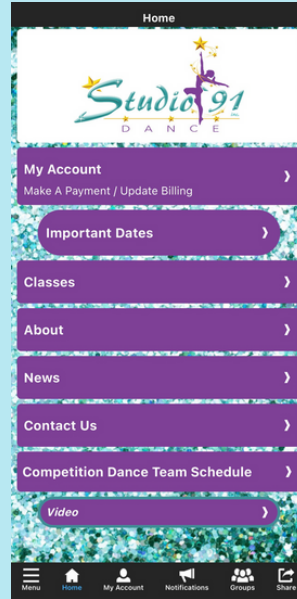 Home
Studio 91
DANCE
My Account
Make A Payment / Update Billing
Important Dates
Classes
About
News
Contact Us
Competition Dance Team Schedule
Video
Menu Home My Account Notifications Groups Share